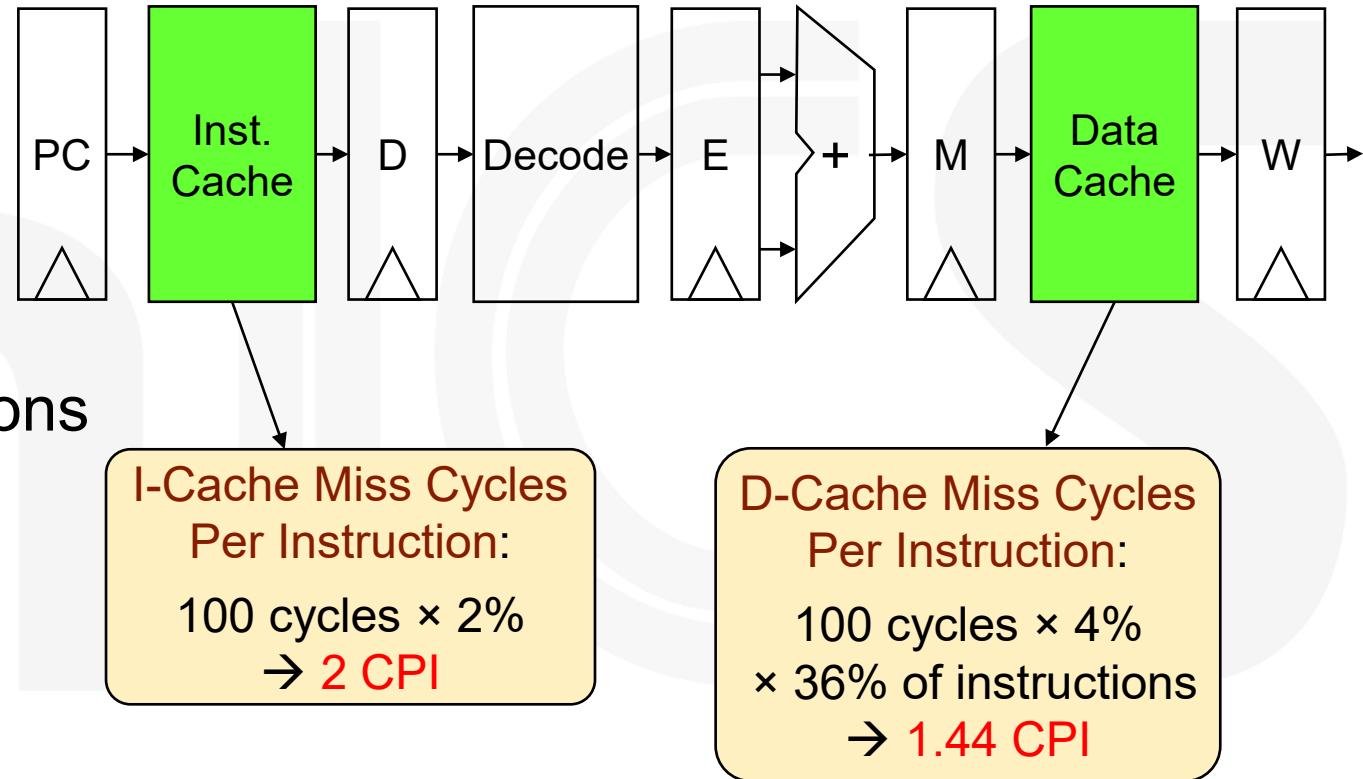 PC
Inst.
Cache
D
Decode
E
+
M
Data
Cache
W
ons
I-Cache Miss Cycles
Per Instruction:
100 cycles × 2%
→ 2 CPI
D-Cache Miss Cycles
Per Instruction:
100 cycles × 4%
× 36% of instructions
→ 1.44 CPI